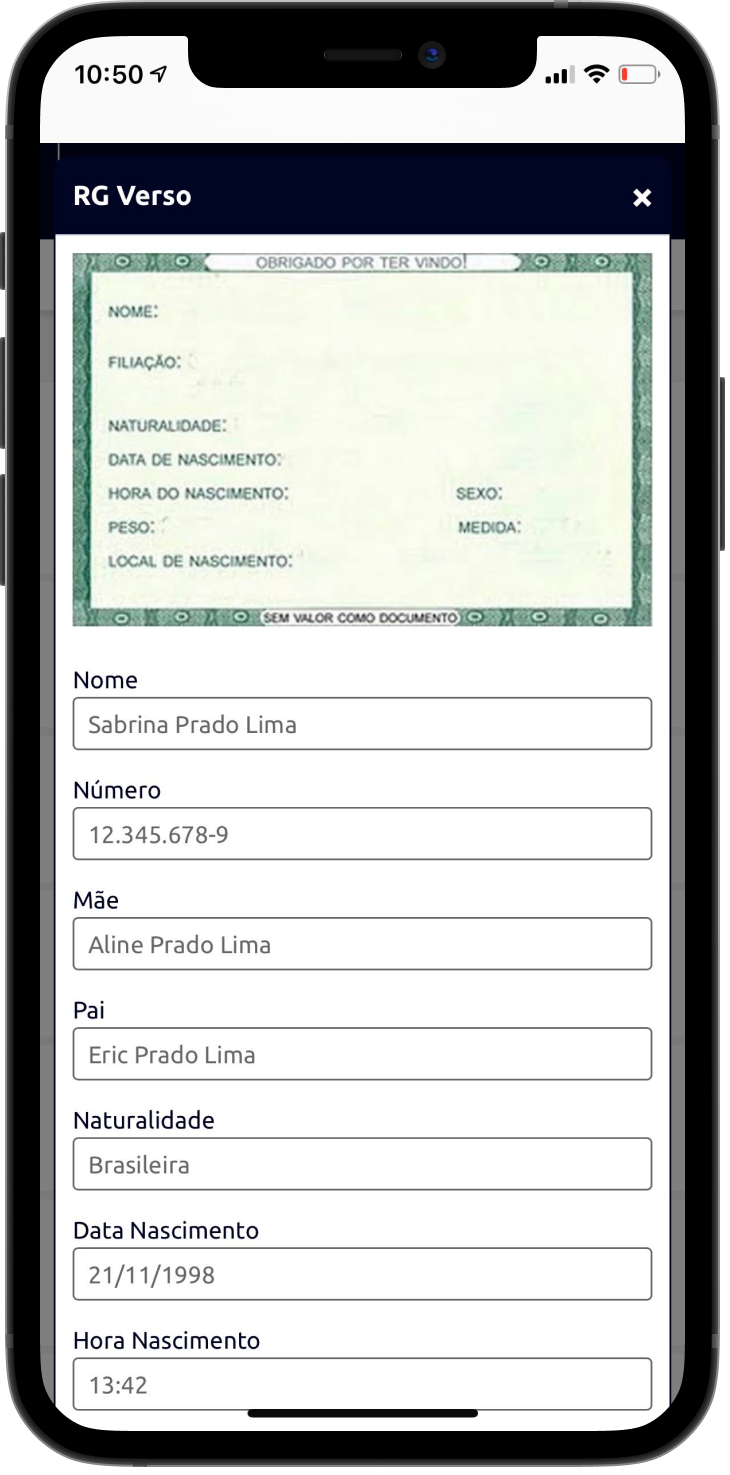 10:50
RG Verso
×
OBRIGADO POR TER VINDO!
NOME:
FILIAÇÃO:
NATURALIDADE:
DATA DE NASCIMENTO:
HORA DO NASCIMENTO: SEXO:
PESO: MEDIDA:
LOCAL DE NASCIMENTO:
SEM VALOR COMO DOCUMENTO
Nome
Sabrina Prado Lima
Número
12.345.678-9
Mãe
Aline Prado Lima
Pai
Eric Prado Lima
Naturalidade
Brasileira
Data Nascimento
21/11/1998
Hora Nascimento
13:42